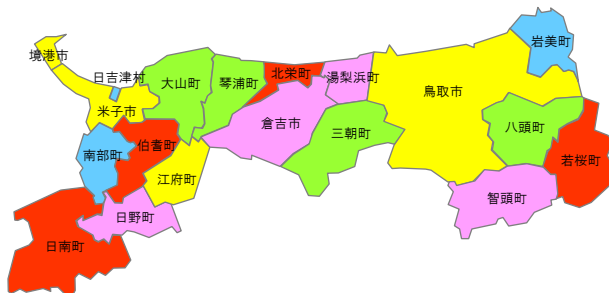 岩美町
境港市
日吉津村
大山町
琴浦町
北栄町
湯梨浜町
鳥取市
米子市
倉吉市
三朝町
八頭町
伯耆町
南部町
江府町
若桜町
智頭町
日野町
日南町